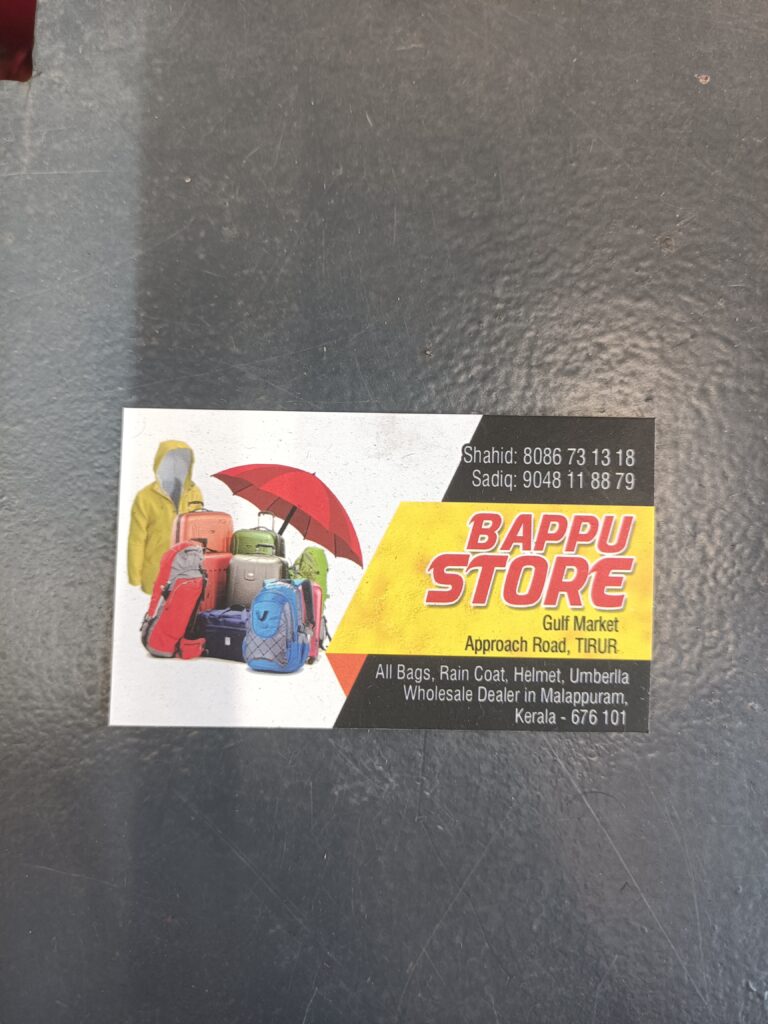 Shahid: 8086 73 13 18
Sadiq: 9048 11 88 79
BAPPU
STORE
Gulf Market
Approach Road, TIRUR
All Bags, Rain Coat, Helmet, Umberlla
Wholesale Dealer in Malappuram,
Kerala - 676 101